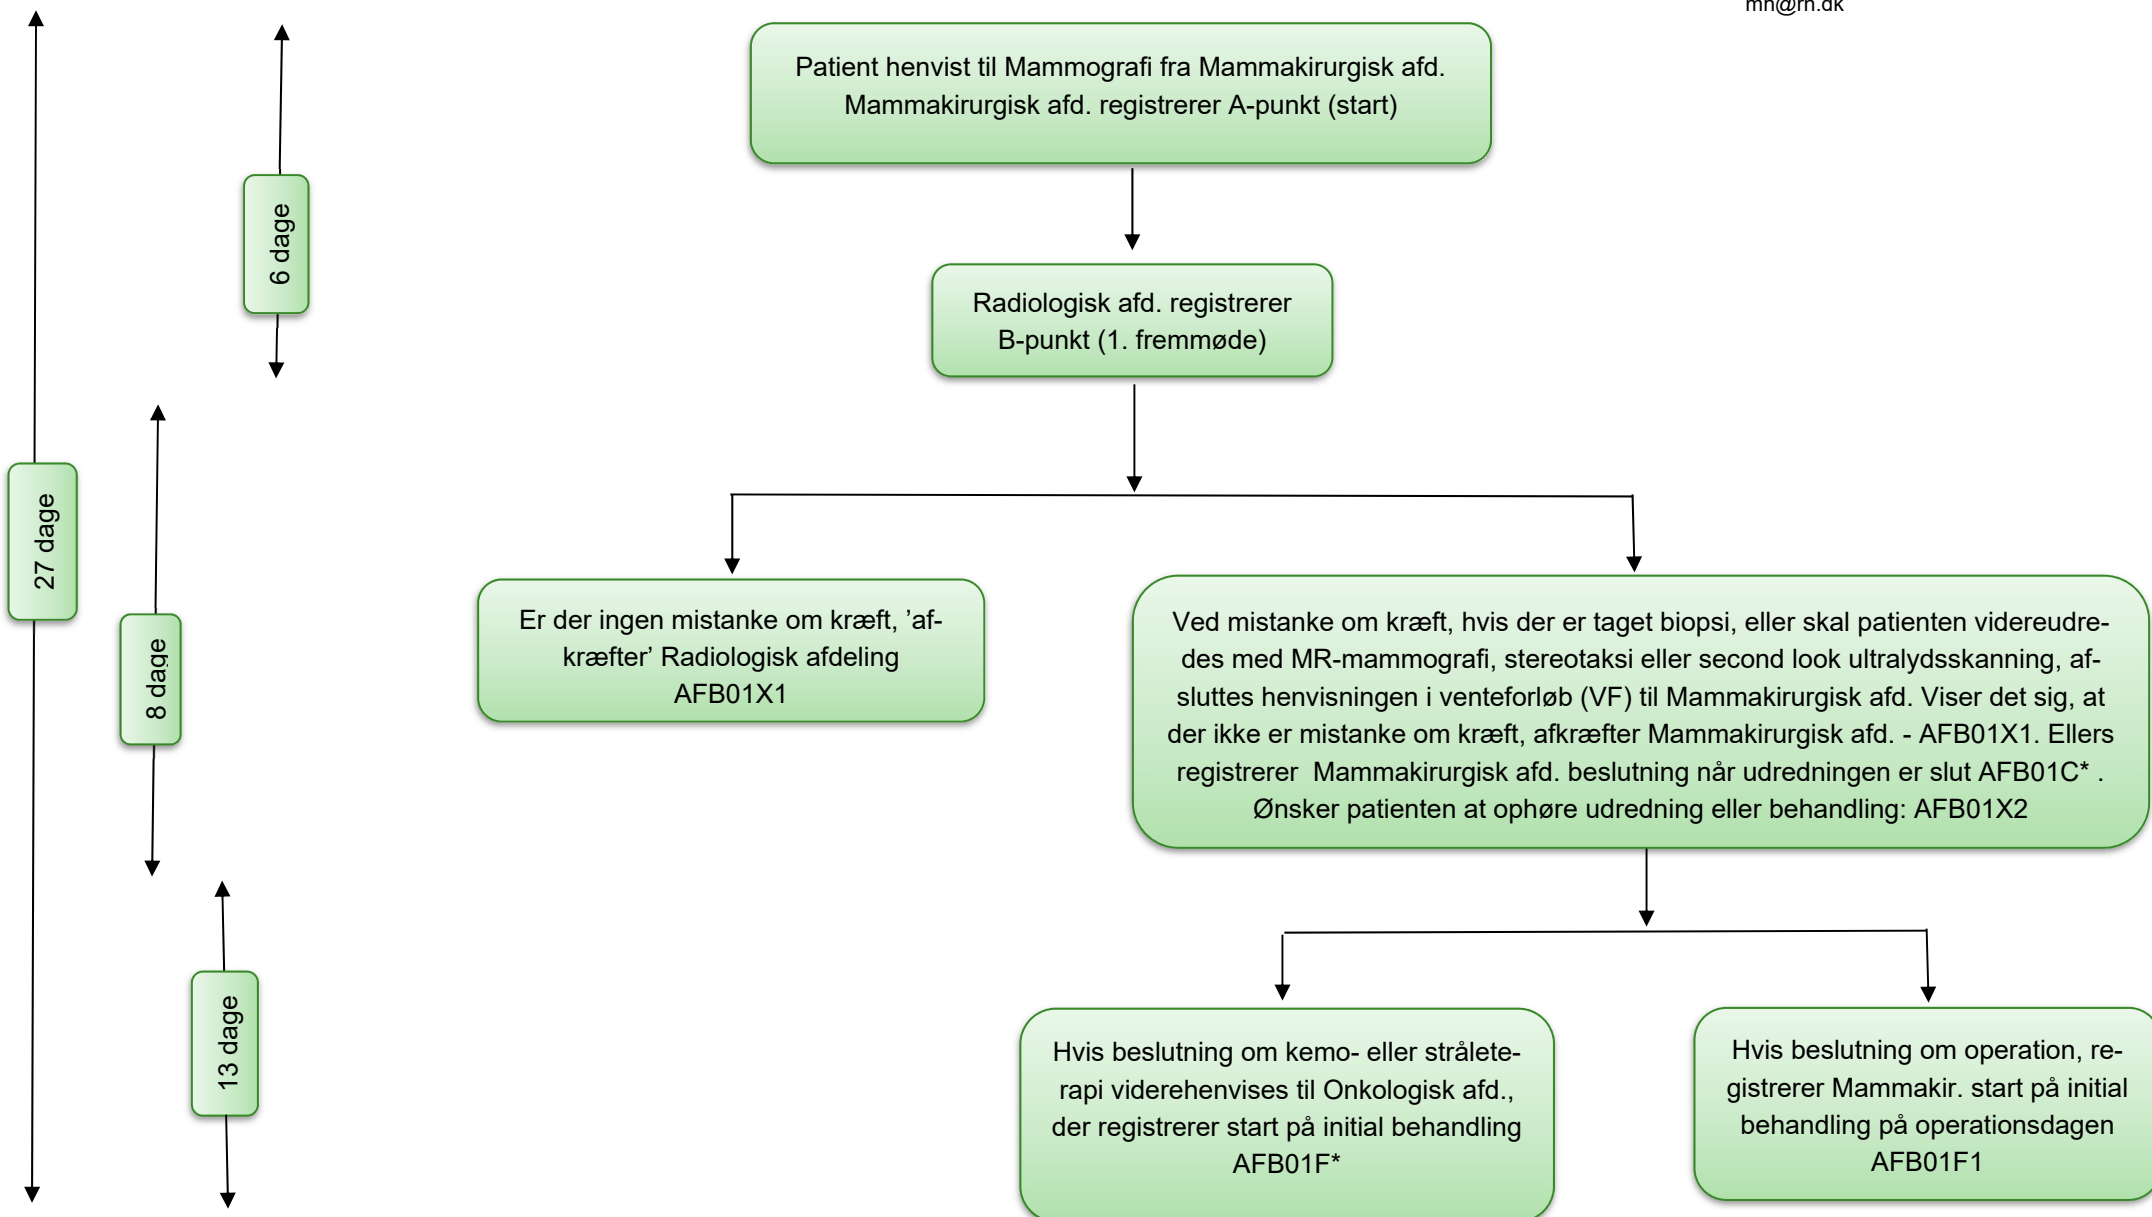 mn@rn.dk
Patient henvist til Mammografi fra Mammakirurgisk afd.
Mammakirurgisk afd. registrerer A-punkt (start)
6 dage
Radiologisk afd. registrerer
B-punkt (1. fremmøde)
27 dage
8 dage
Er der ingen mistanke om kræft, ’af-
kræfter’ Radiologisk afdeling
AFB01X1
Ved mistanke om kræft, hvis der er taget biopsi, eller skal patienten videreudre-
des med MR-mammografi, stereotaksi eller second look ultralydsskanning, af-
sluttes henvisningen i venteforløb (VF) til Mammakirurgisk afd. Viser det sig, at
der ikke er mistanke om kræft, afkræfter Mammakirurgisk afd. - AFB01X1. Ellers
registrerer  Mammakirurgisk afd. beslutning når udredningen er slut AFB01C* .
Ønsker patienten at ophøre udredning eller behandling: AFB01X2
13 dage
Hvis beslutning om kemo- eller strålete-
rapi viderehenvises til Onkologisk afd.,
der registrerer start på initial behandling
AFB01F*
Hvis beslutning om operation, re-
gistrerer Mammakir. start på initial
behandling på operationsdagen
AFB01F1